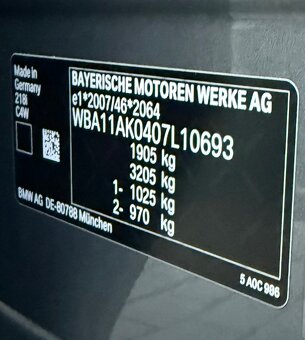 BAYERISCHE MOTOREN WERKE AG
e1*2007/46*2064
WBA11AK0407L10693
1905 kg
3205 kg
1- 1025 kg
2- 970 kg
Made in
Germany
218i
C4W
BMW AG DE-80788 München
5 A0C 986